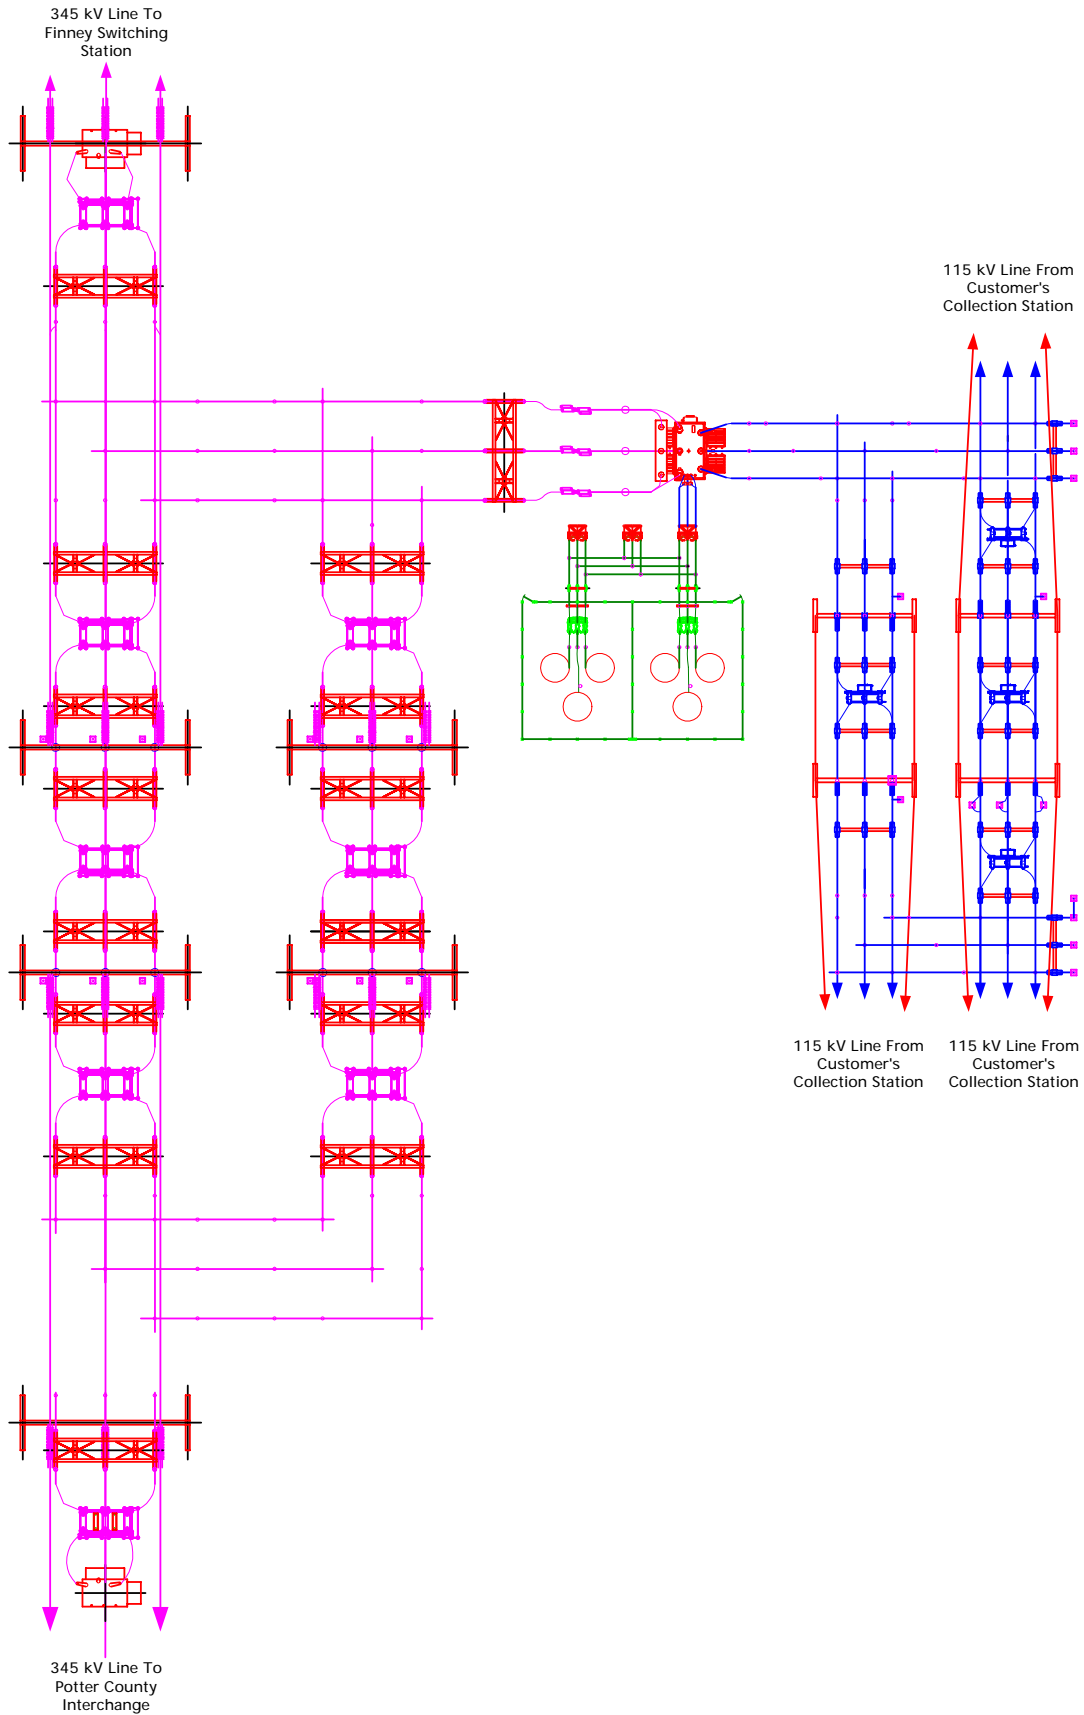 345 kV Line To
Finney Switching
Station
115 kV Line From
Customer's
Collection Station
115 kV Line From
Customer's
Collection Station
115 kV Line From
Customer's
Collection Station
345 kV Line To
Potter County
Interchange